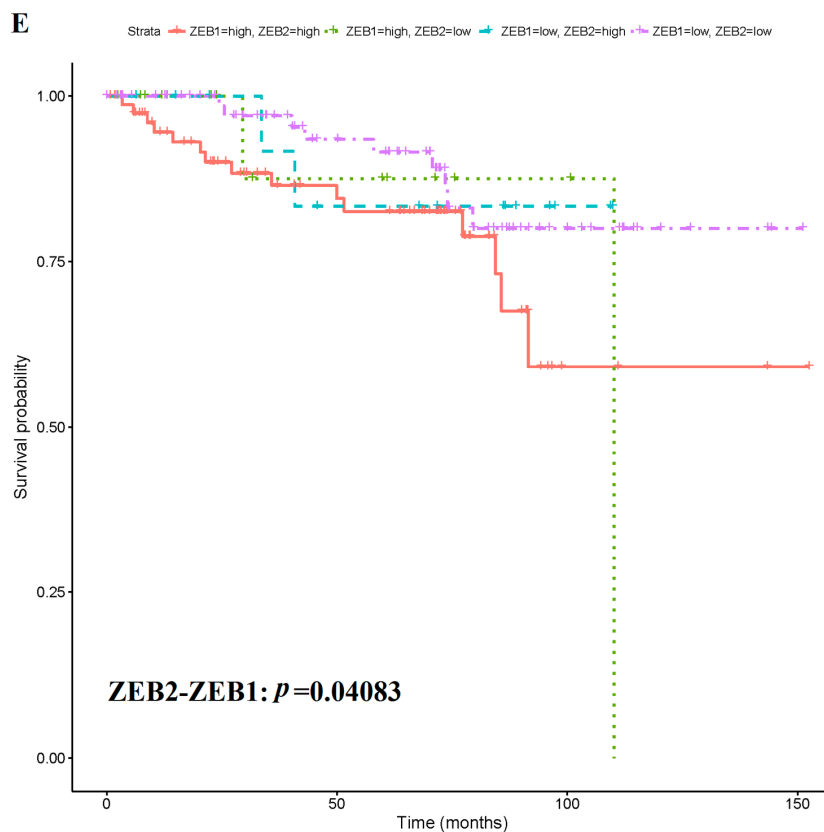 E
Strata ZEB1=high, ZEB2=high ZEB1=high, ZEB2=low ZEB1=low, ZEB2=high ZEB1=low, ZEB2=low
1.00
0.75
0.50
0.25
0.00
Survival probability
ZEB2-ZEB1: p=0.04083
0 50 100 150
Time (months)